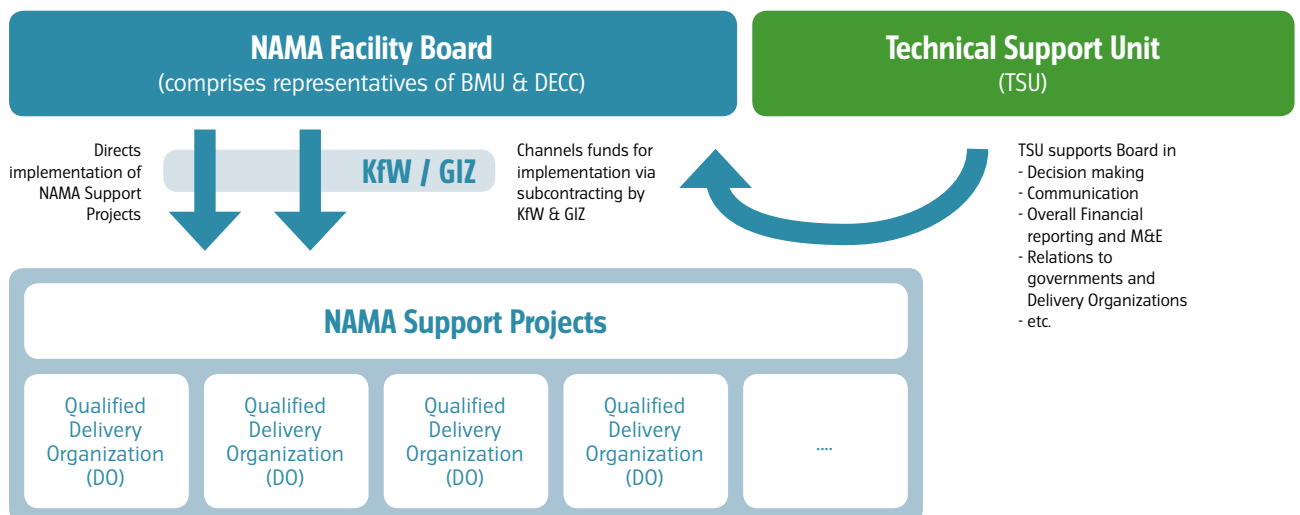 NAMA Facility Board
(comprises representatives of BMU & DECC)
Technical Support Unit
(TSU)
Directs
implementation of
NAMA Support
Projects
KfW / GIZ
Channels funds for
implementation via
subcontracting by
KfW & GIZ
TSU supports Board in
- Decision making
- Communication
- Overall Financial
reporting and M&E
- Relations to
governments and
Delivery Organizations
- etc.
NAMA Support Projects
Qualified
Delivery
Organization
(DO)
Qualified
Delivery
Organization
(DO)
Qualified
Delivery
Organization
(DO)
Qualified
Delivery
Organization
(DO)
....